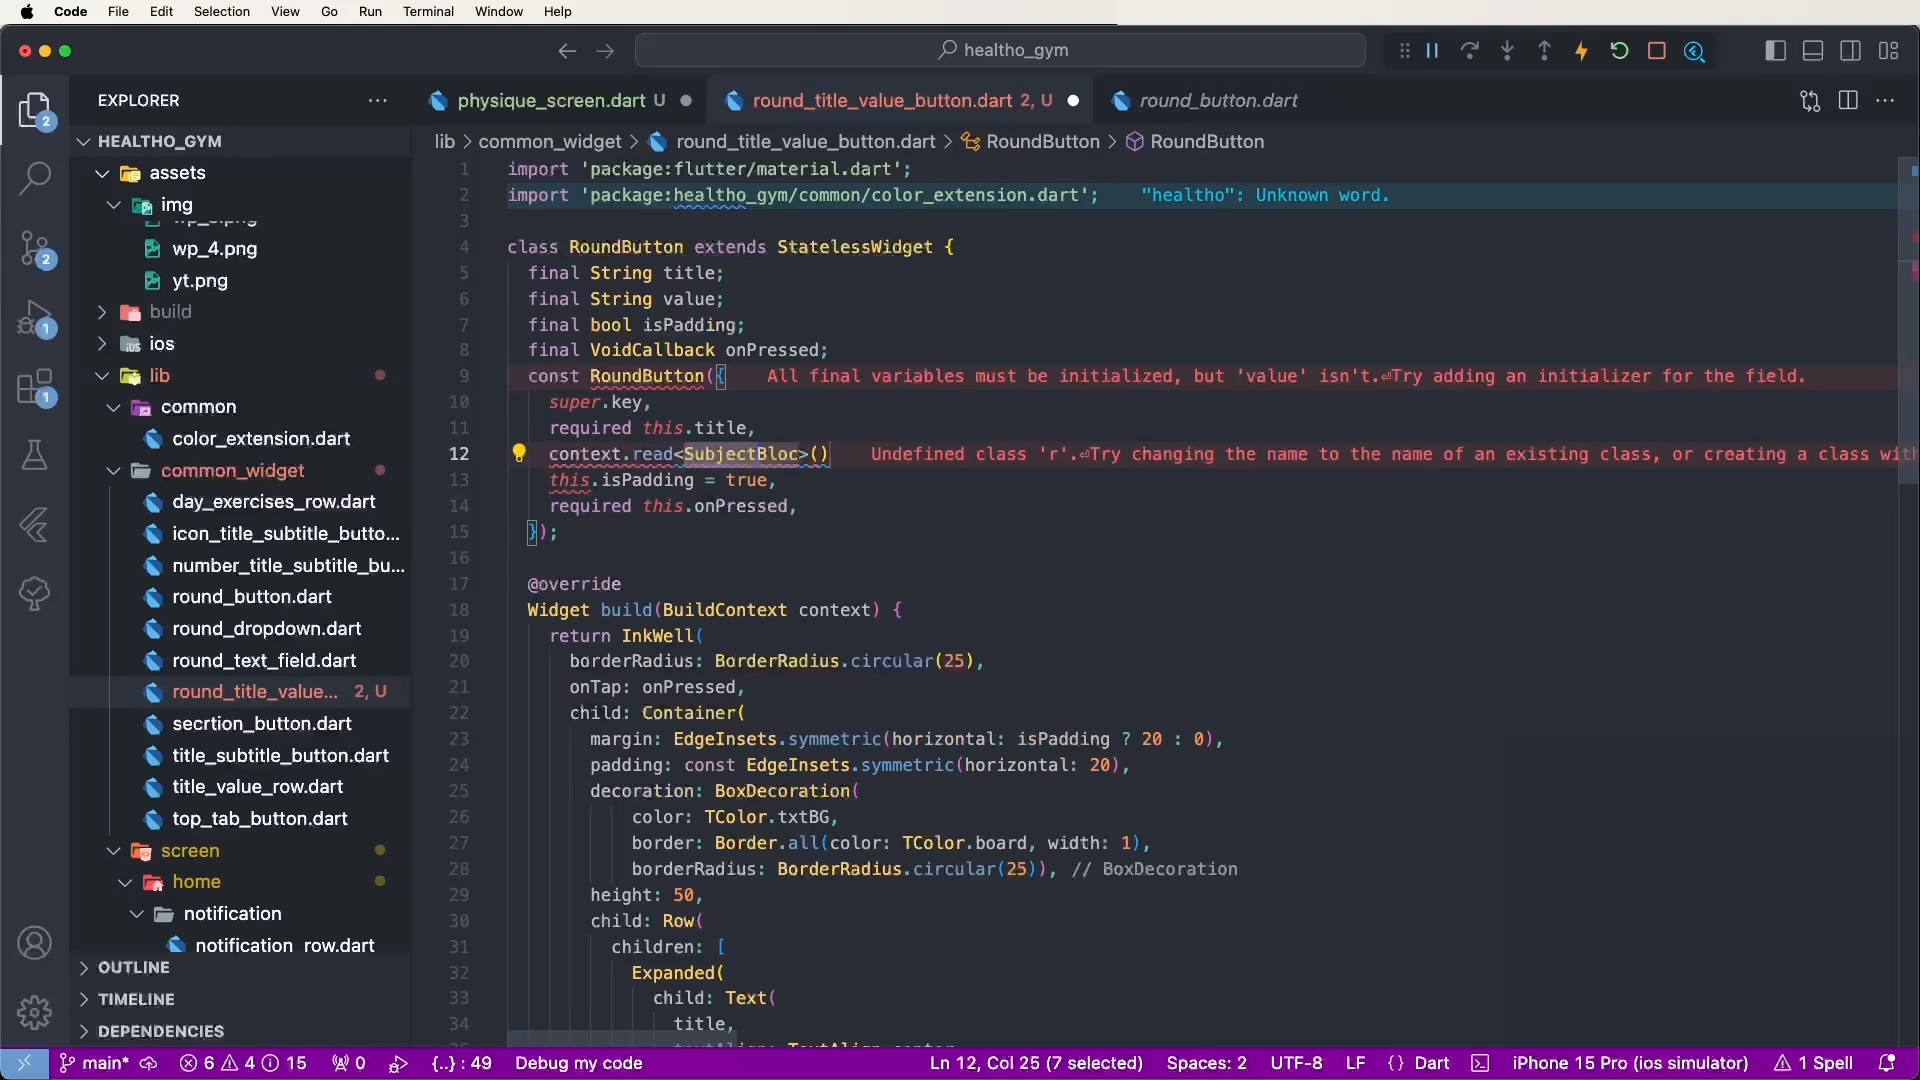 Code File Edit Selection View Go Run Terminal Window Help
healtho_gym
EXPLORER
physique_screen.dart U
round_title_value_button.dart 2, U
round_button.dart
HEALTHO_GYM
lib > common_widget > round_title_value_button.dart > RoundButton > RoundButton
assets
img
wp_4.png
yt.png
build
ios
lib
common
color_extension.dart
common_widget
day_exercises_row.dart
icon_title_subtitle_butto...
number_title_subtitle_bu...
round_button.dart
round_dropdown.dart
round_text_field.dart
round_title_value... 2, U
secrtion_button.dart
title_subtitle_button.dart
title_value_row.dart
top_tab_button.dart
screen
home
notification
notification_row.dart
OUTLINE
TIMELINE
DEPENDENCIES
2
2
1
1
1 import 'package:flutter/material.dart';
2 import 'package:healtho_gym/common/color_extension.dart'; "healtho": Unknown word.
3
4 class RoundButton extends StatelessWidget {
5 final String title;
6 final String value;
7 final bool isPadding;
8 final VoidCallback onPressed;
9 const RoundButton({ All final variables must be initialized, but 'value' isn't.⏎Try adding an initializer for the field.
10 super.key,
11 required this.title,
12 context.read<SubjectBloc>() Undefined class 'r'.⏎Try changing the name to the name of an existing class, or creating a class wit
13 this.isPadding = true,
14 required this.onPressed,
15 });
16
17 @override
18 Widget build(BuildContext context) {
19 return InkWell(
20 borderRadius: BorderRadius.circular(25),
21 onTap: onPressed,
22 child: Container(
23 margin: EdgeInsets.symmetric(horizontal: isPadding ? 20 : 0),
24 padding: const EdgeInsets.symmetric(horizontal: 20),
25 decoration: BoxDecoration(
26 color: TColor.txtBG,
27 border: Border.all(color: TColor.board, width: 1),
28 borderRadius: BorderRadius.circular(25)), // BoxDecoration
29 height: 50,
30 child: Row(
31 children: [
32 Expanded(
33 child: Text(
34 title,
main* 6 4 15 0 {..} : 49 Debug my code Ln 12, Col 25 (7 selected) Spaces: 2 UTF-8 LF {} Dart iPhone 15 Pro (ios simulator) 1 Spell